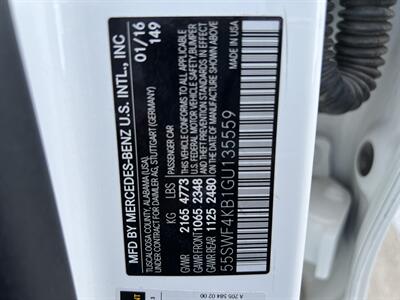 MFD BY MERCEDES-BENZ U.S. INTL., INC
TUSCALOOSA COUNTY, ALABAMA (USA)
UNDER CONTRACT FOR DAIMLER AG, STUTTGART (GERMANY)
01/16
149
KG LBS PASSENGER CAR
GVWR 2165 4773
GAWR FRONT 1065 2348
GAWR REAR 1125 2480
THIS VEHICLE CONFORMS TO ALL APPLICABLE
U.S. FEDERAL MOTOR VEHICLE SAFETY, BUMPER
AND THEFT PREVENTION STANDARDS IN EFFECT
ON THE DATE OF MANUFACTURE SHOWN ABOVE
55SWF4KB1GU135559
A 205 584 02 00